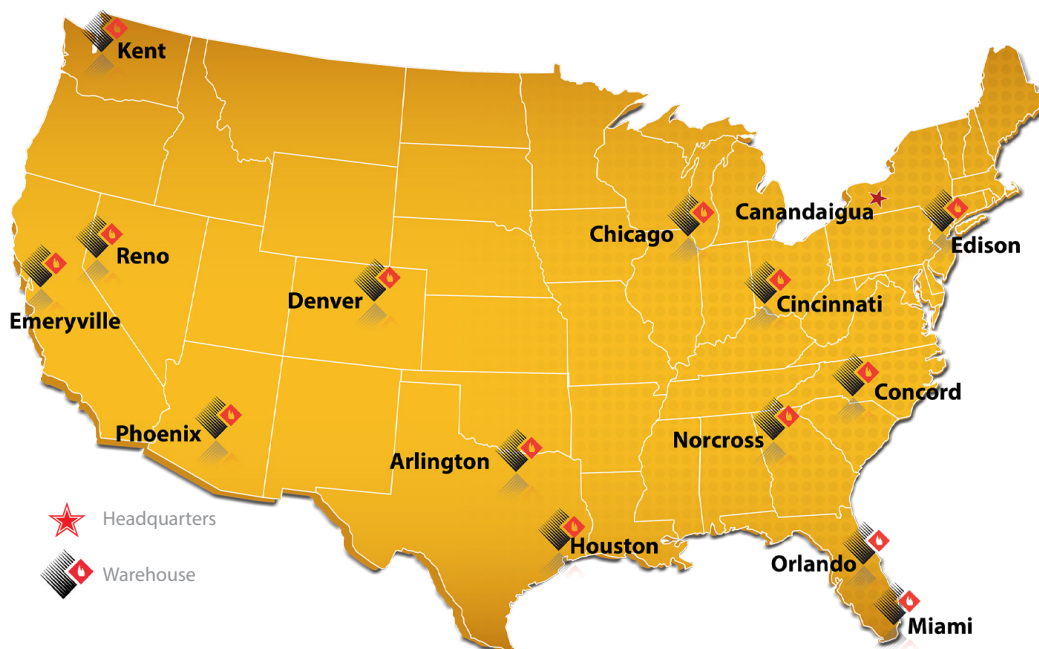 Kent
Canandaigua
Chicago
Edison
Reno
Denver
Cincinnati
Emeryville
Concord
Phoenix
Norcross
Arlington
Headquarters
Houston
Orlando
Warehouse
Miami